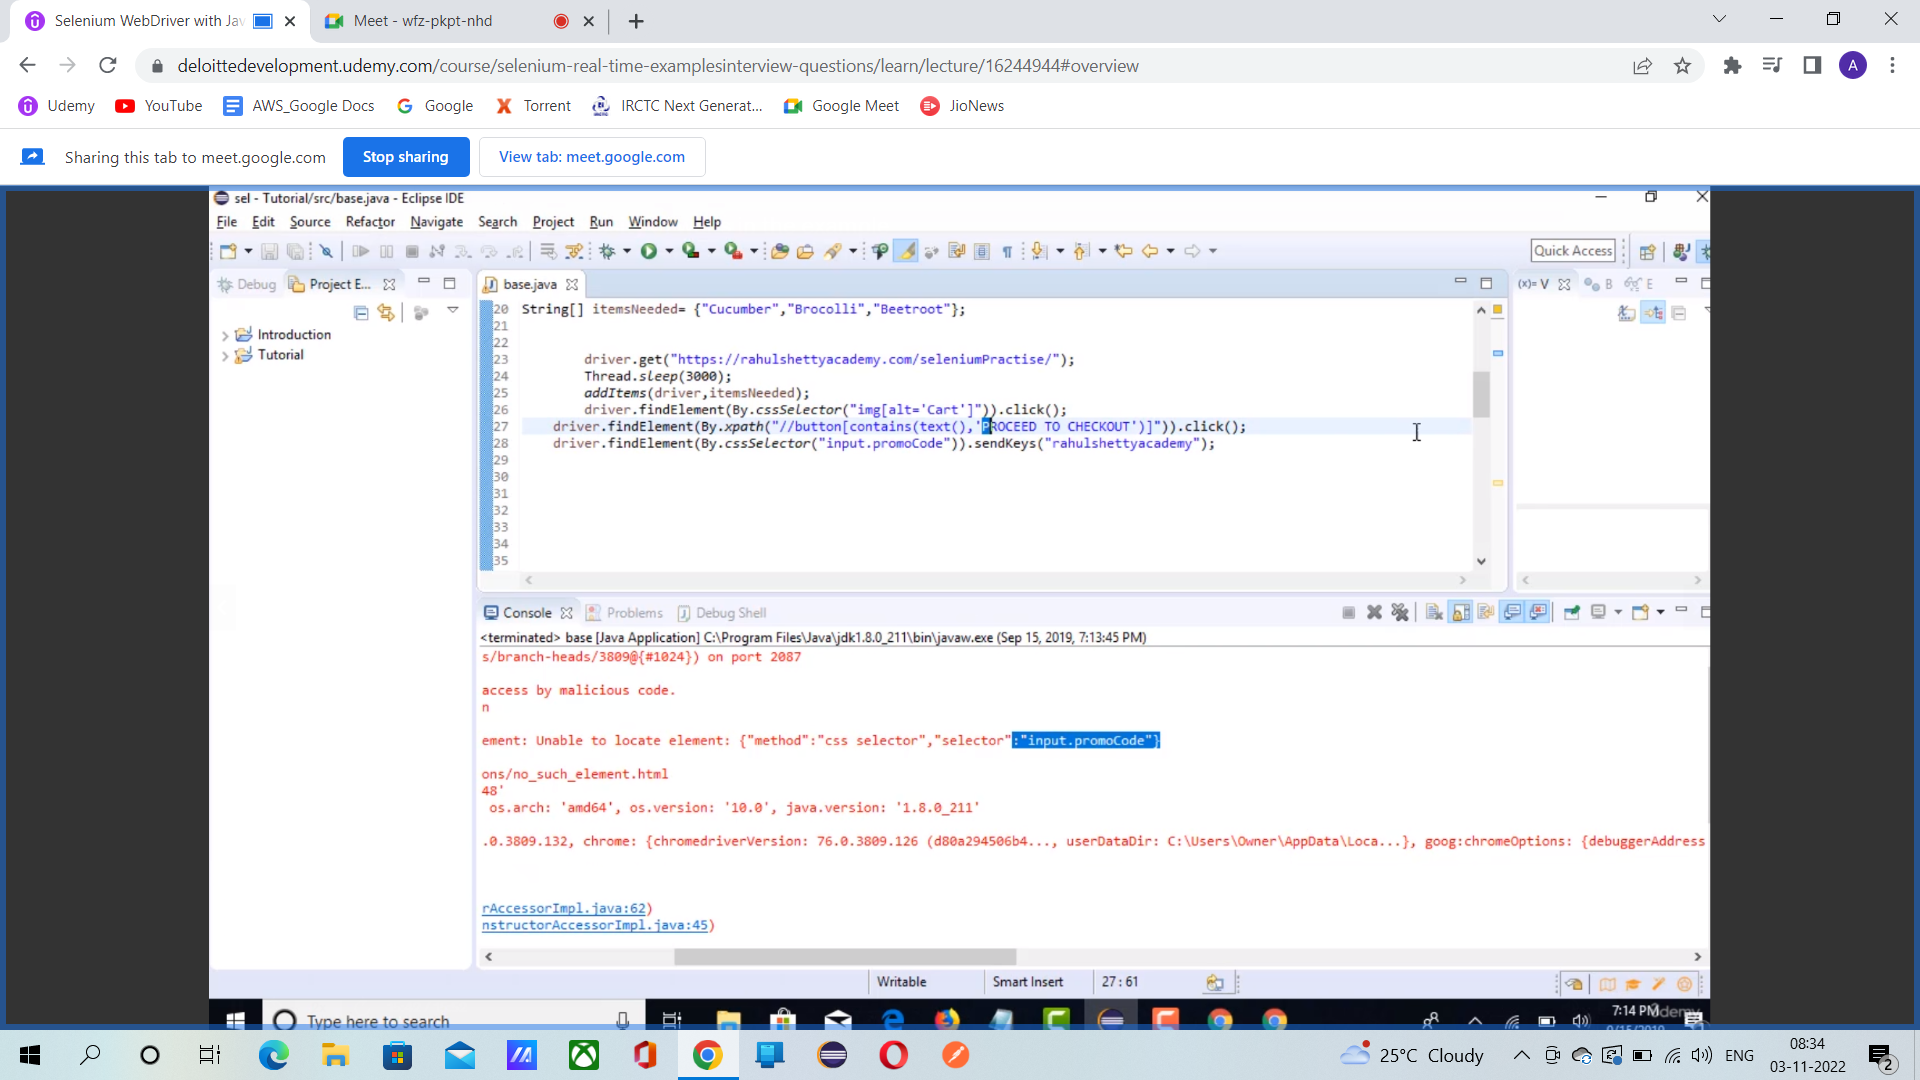 Selenium WebDriver with Jav
Meet - wfz-pkpt-nhd
deloittedevelopment.udemy.com/course/selenium-real-time-examplesinterview-questions/learn/lecture/16244944#overview
A
Udemy YouTube AWS_Google Docs Google Torrent IRCTC Next Generat... Google Meet JioNews
Sharing this tab to meet.google.com Stop sharing View tab: meet.google.com
sel - Tutorial/src/base.java - Eclipse IDE
File Edit Source Refactor Navigate Search Project Run Window Help
Quick Access
Debug Project E... base.java (x)= V B E
20 String[] itemsNeeded= {"Cucumber","Brocolli","Beetroot"};
21
22
23 driver.get("https://rahulshettyacademy.com/seleniumPractise/");
24 Thread.sleep(3000);
25 addItems(driver,itemsNeeded);
26 driver.findElement(By.cssSelector("img[alt='Cart']")).click();
27 driver.findElement(By.xpath("//button[contains(text(),'PROCEED TO CHECKOUT')]")).click();
28 driver.findElement(By.cssSelector("input.promoCode")).sendKeys("rahulshettyacademy");
29
30
31
32
33
34
35
Introduction
Tutorial
Console Problems Debug Shell
<terminated> base [Java Application] C:\Program Files\Java\jdk1.8.0_211\bin\javaw.exe (Sep 15, 2019, 7:13:45 PM)
s/branch-heads/3809@{#1024}) on port 2087
access by malicious code.
n
ement: Unable to locate element: {"method":"css selector","selector":"input.promoCode"}
ons/no_such_element.html
48'
os.arch: 'amd64', os.version: '10.0', java.version: '1.8.0_211'
.0.3809.132, chrome: {chromedriverVersion: 76.0.3809.126 (d80a294506b4..., userDataDir: C:\Users\Owner\AppData\Loca...}, goog:chromeOptions: {debuggerAddress
rAccessorImpl.java:62)
nstructorAccessorImpl.java:45)
Writable Smart Insert 27 : 61
Type here to search
7:14 PM
25°C Cloudy
ENG
08:34
03-11-2022
2